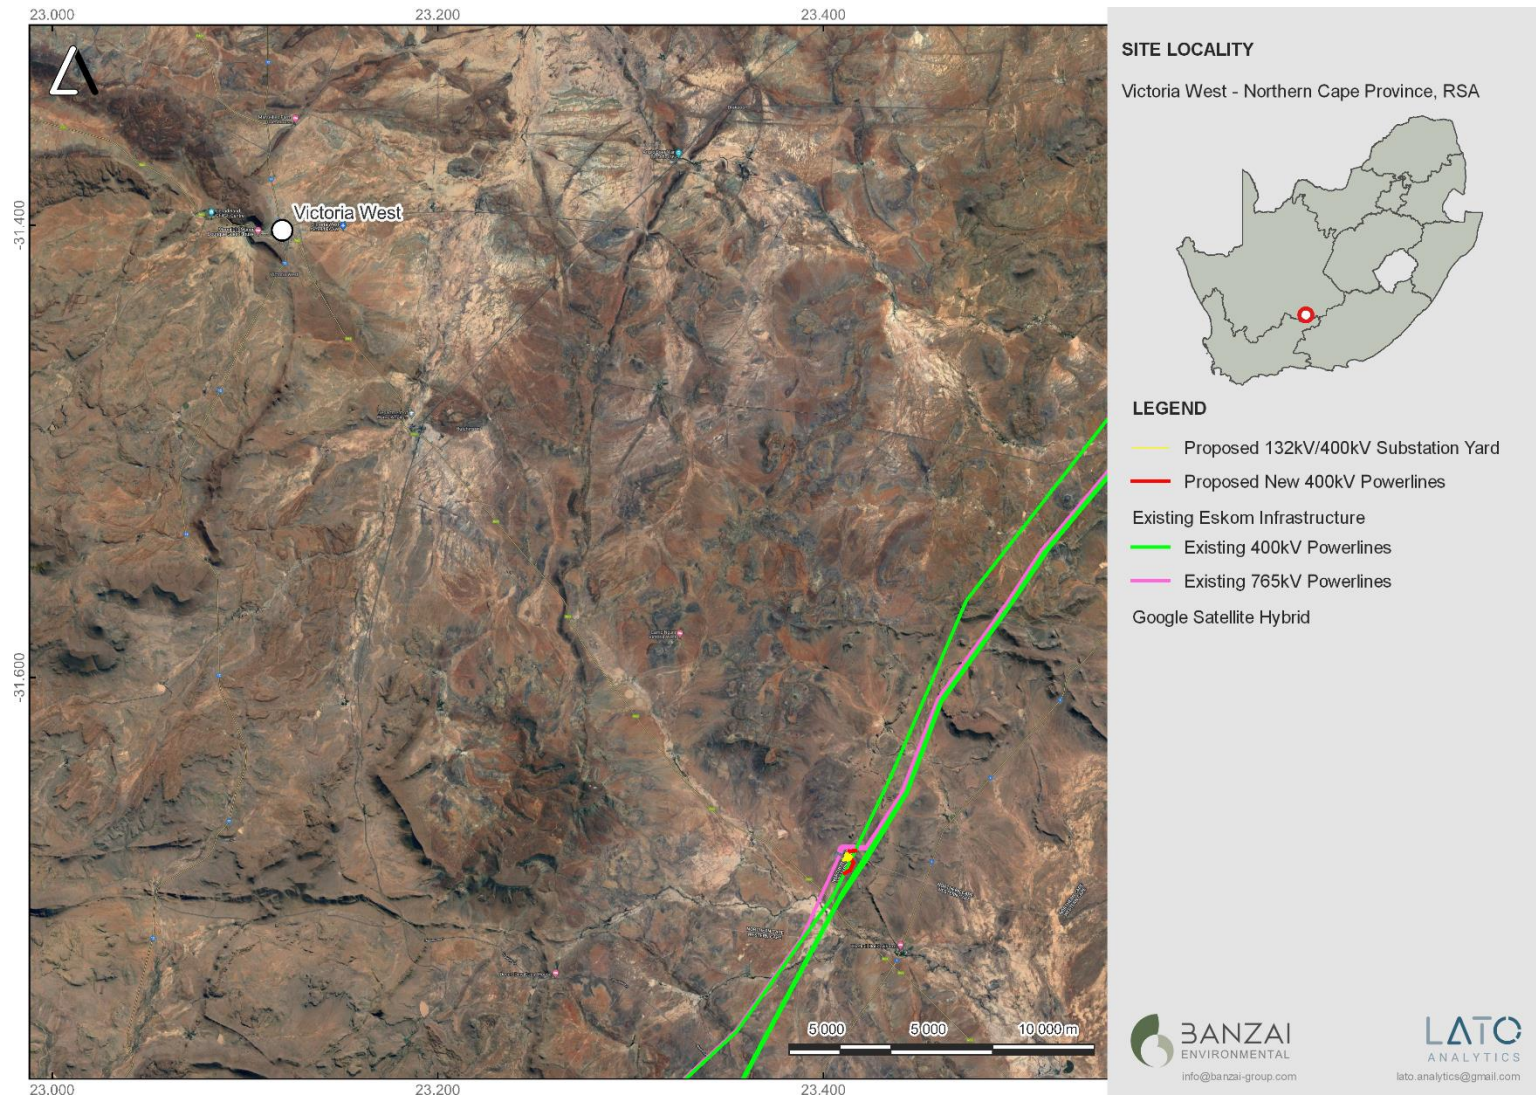 23.000
23.200
23.400
-31.400
Victoria West
-31.600
5 000
5 000
10 000 m
23.000
23.200
23.400
SITE LOCALITY
Victoria West - Northern Cape Province, RSA
LEGEND
Proposed 132kV/400kV Substation Yard
Proposed New 400kV Powerlines
Existing Eskom Infrastructure
Existing 400kV Powerlines
Existing 765kV Powerlines
Google Satellite Hybrid
BANZAI
ENVIRONMENTAL
info@banzai-group.com
LATO
ANALYTICS
lato.analytics@gmail.com